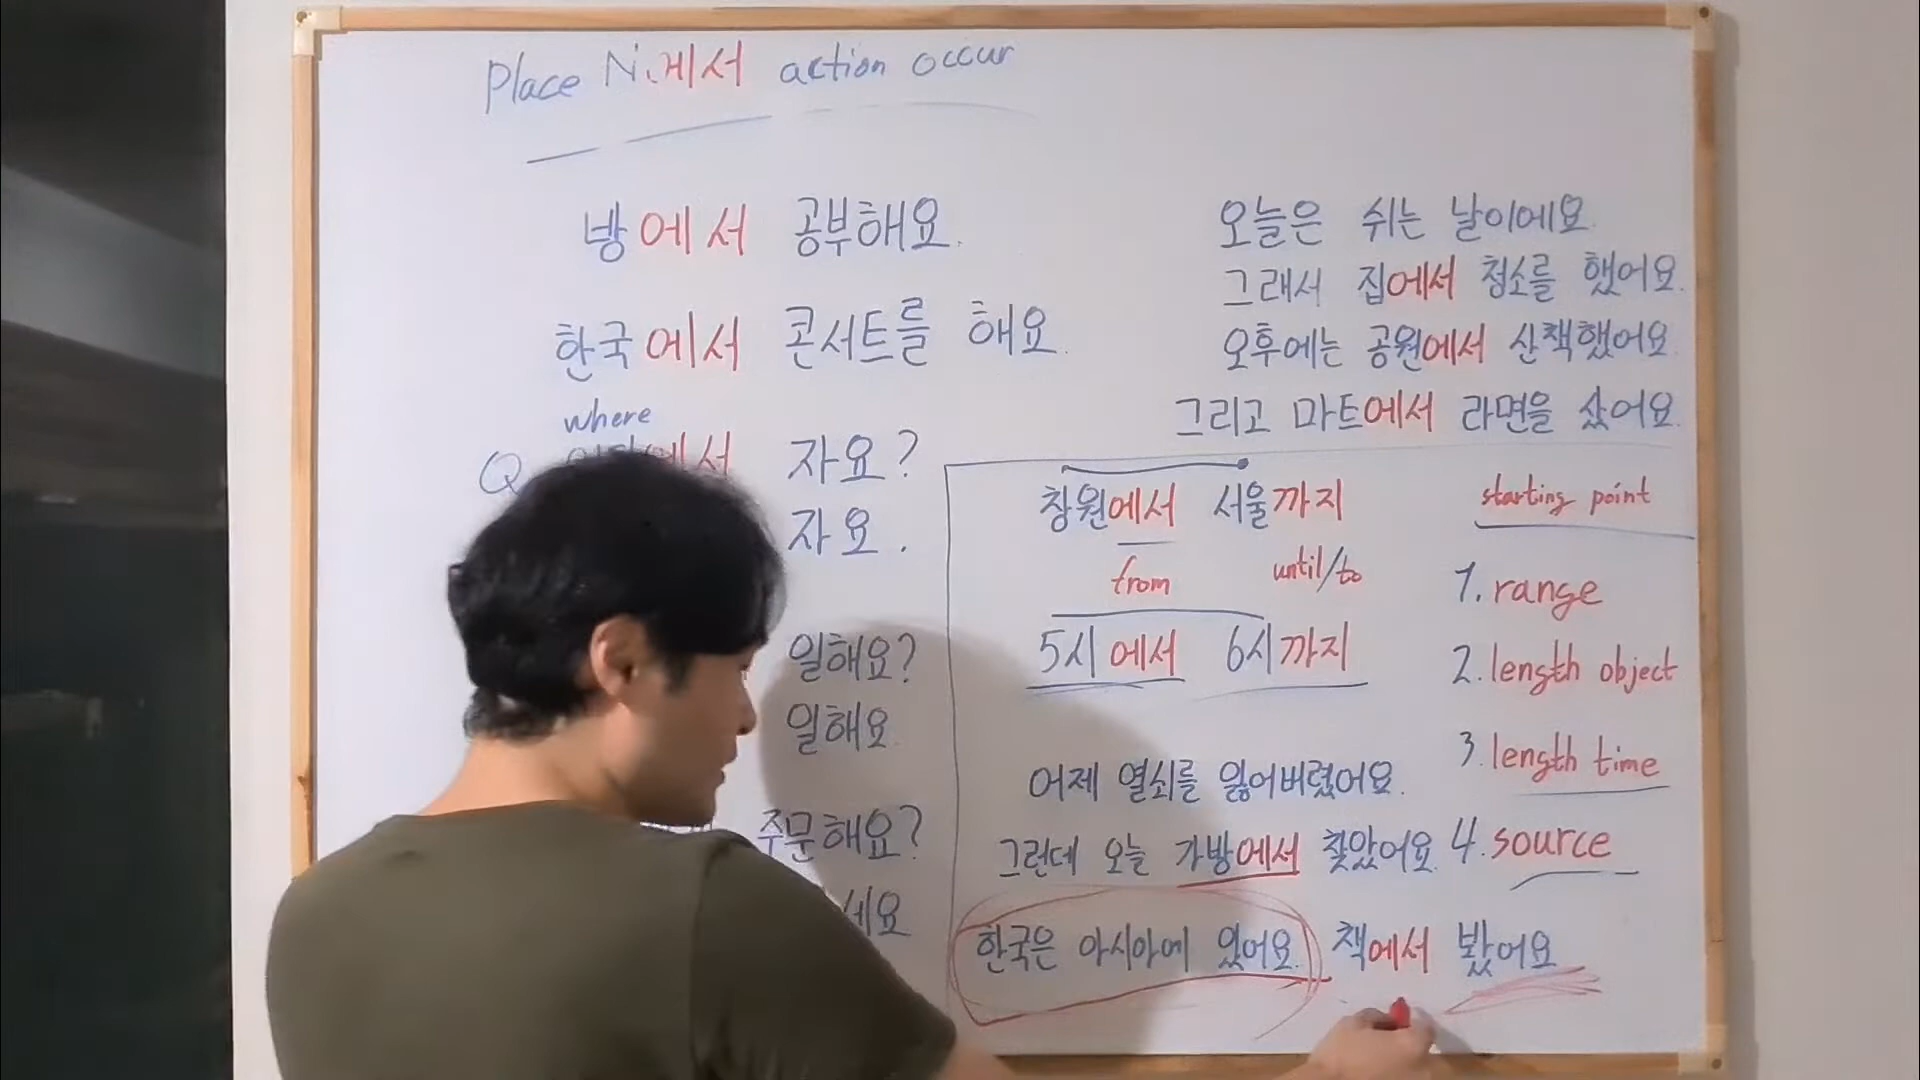 Place N.에서 action occur
방에서 공부해요.
한국에서 콘서트를 해요.
where
Q 자요?
자요.
일해요?
일해요.
주문해요?
세요
오늘은 쉬는 날이에요.
그래서 집에서 청소를 했어요.
오후에는 공원에서 산책했어요.
그리고 마트에서 라면을 샀어요.
창원에서 서울까지
from until/to
5시에서 6시까지
starting point
1. range
2. length object
3. length time
4. source
어제 열쇠를 잃어버렸어요.
그런데 오늘 가방에서 찾았어요.
한국은 아시아에 있어요. 책에서 봤어요